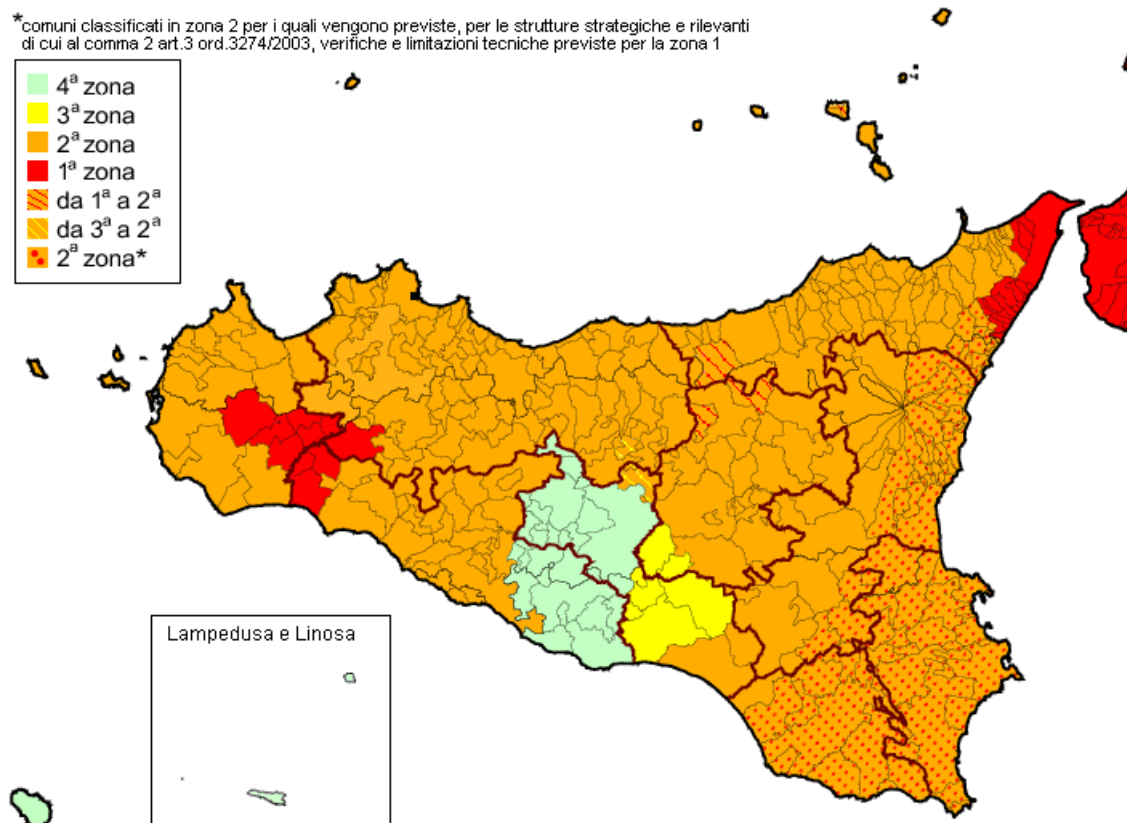 *comuni classificati in zona 2 per i quali vengono previste, per le strutture strategiche e rilevanti
di cui al comma 2 art.3 ord.3274/2003, verifiche e limitazioni tecniche previste per la zona 1
4ª zona
3ª zona
2ª zona
1ª zona
da 1ª a 2ª
da 3ª a 2ª
2ª zona*
Lampedusa e Linosa